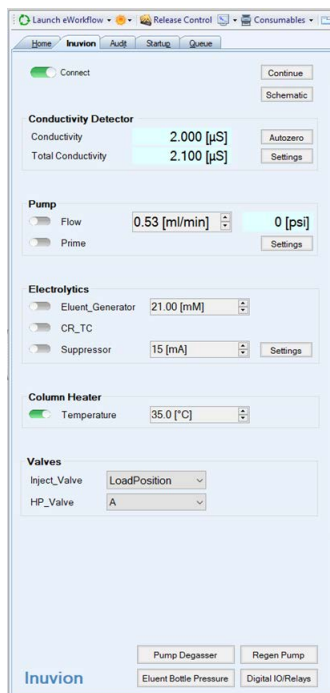 Launch eWorkflow Release Control Consumables
Home Inuvion Audit Startup Queue
Connect Continue
Schematic
Conductivity Detector
Conductivity 2.000 [µS] Autozero
Total Conductivity 2.100 [µS] Settings
Pump
Flow 0.53 [ml/min] 0 [psi]
Prime Settings
Electrolytics
Eluent_Generator 21.00 [mM]
CR_TC
Suppressor 15 [mA] Settings
Column Heater
Temperature 35.0 [°C]
Valves
Inject_Valve LoadPosition
HP_Valve A
Pump Degasser Regen Pump
Inuvion Eluent Bottle Pressure Digital IO/Relays